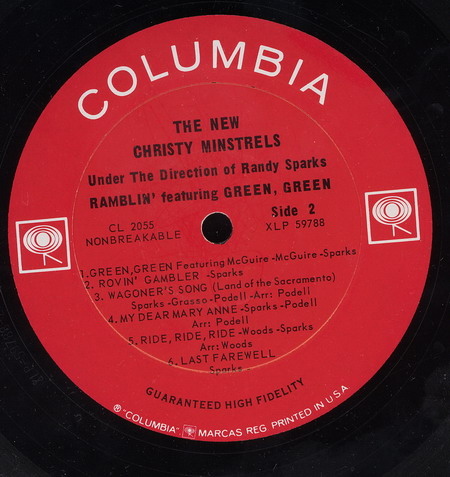 COLUMBIA
THE NEW
CHRISTY MINSTRELS
Under The Direction of Randy Sparks
RAMBLIN' featuring GREEN, GREEN
CL 2055
NONBREAKABLE
Side 2
XLP 59788
1.GREEN,GREEN Featuring McGuire-McGuire-Sparks
2. ROVIN' GAMBLER -Sparks
3. WAGONER'S SONG (Land of the Sacramento)
Sparks-Grasso-Podell-Arr: Podell
4. MY DEAR MARY ANNE-Sparks-Podell
Arr: Podell
5. RIDE, RIDE, RIDE-Woods-Sparks
Arr: Woods
6. LAST FAREWELL
Sparks
GUARANTEED HIGH FIDELITY
Ⓟ "COLUMBIA" MARCAS REG. PRINTED IN U.S.A.